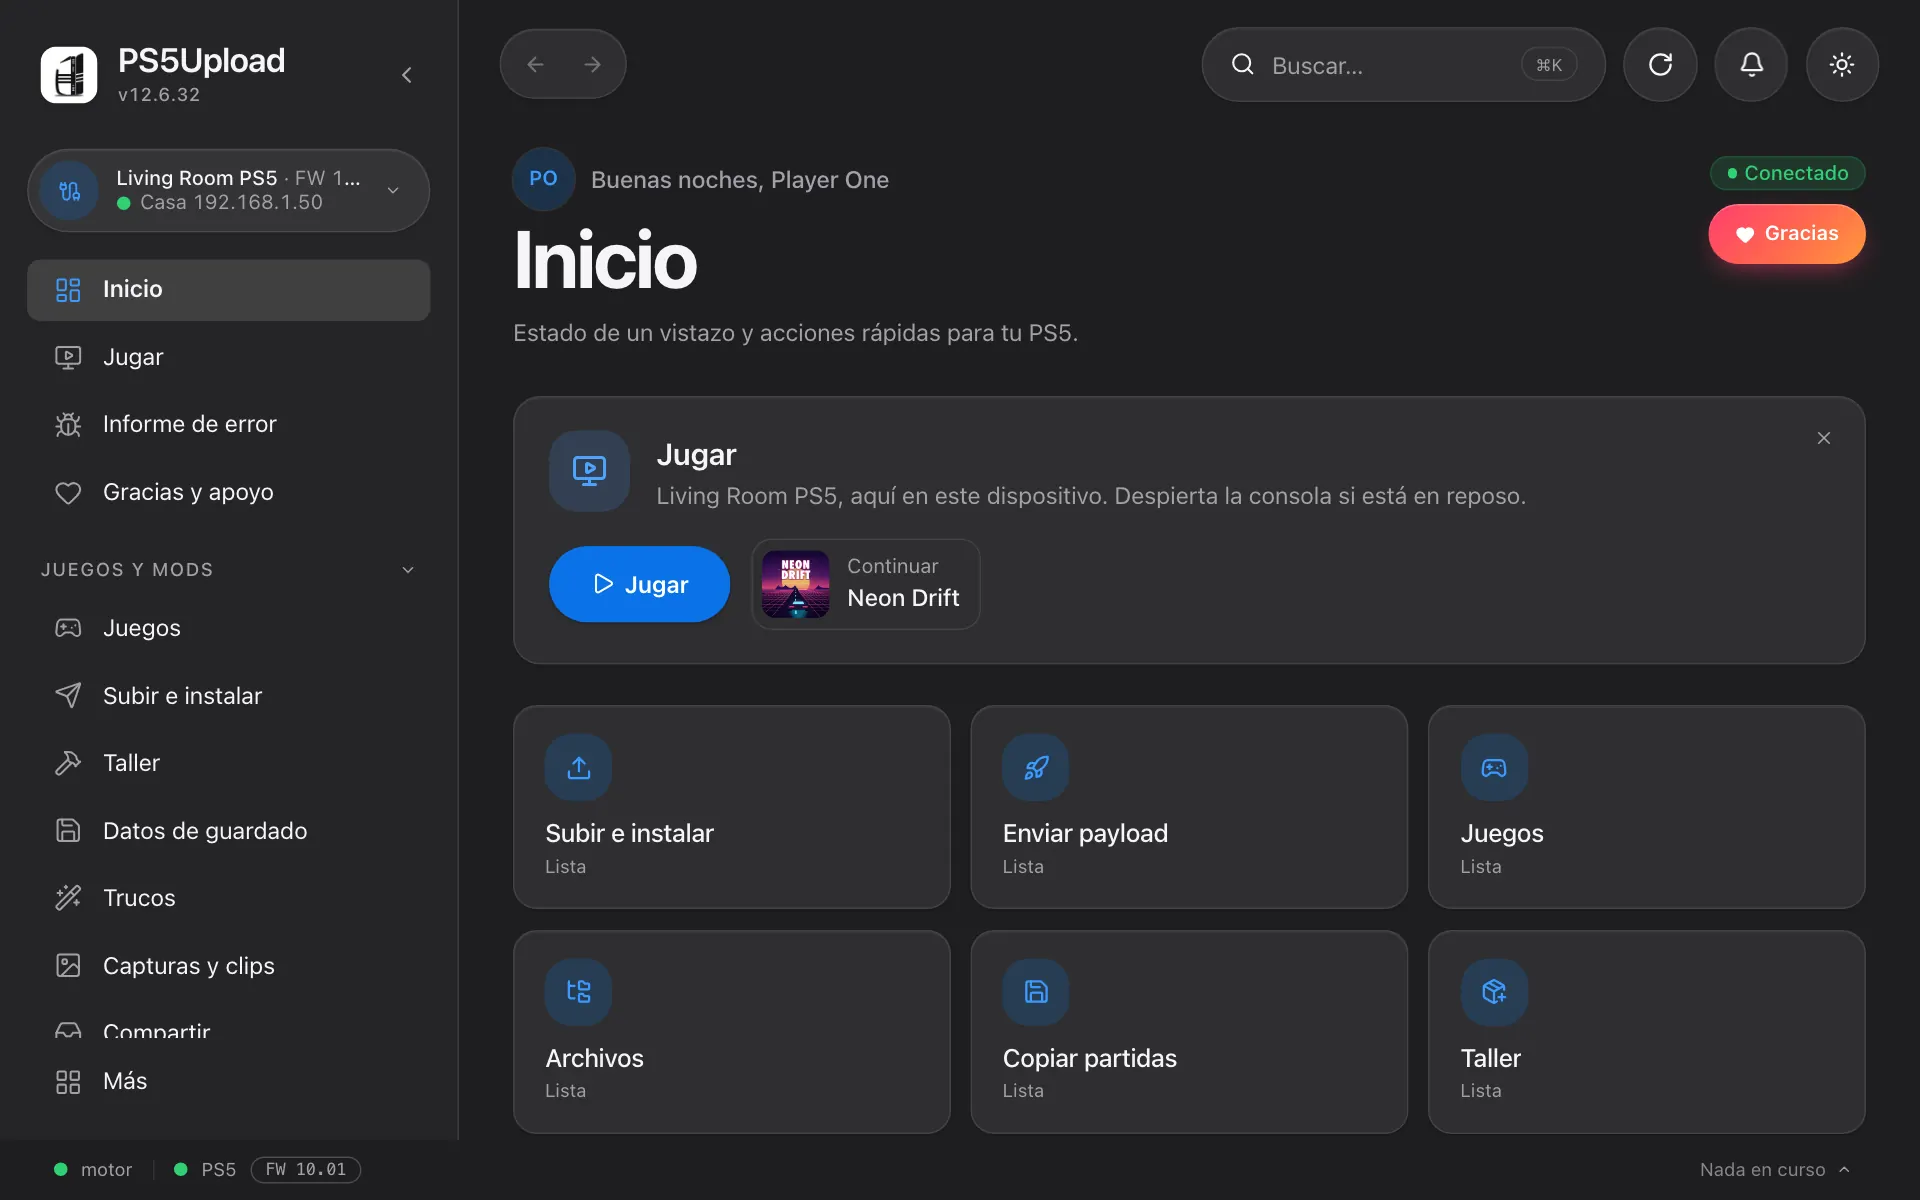 PS5Upload
v12.6.32
Living Room PS5 · FW 1...
Casa 192.168.1.50
Inicio
Jugar
Informe de error
Gracias y apoyo
JUEGOS Y MODS
Juegos
Subir e instalar
Taller
Datos de guardado
Trucos
Capturas y clips
Compartir
Más
Buscar...
⌘K
PO
Buenas noches, Player One
Conectado
Gracias
Inicio
Estado de un vistazo y acciones rápidas para tu PS5.
Jugar
Living Room PS5, aquí en este dispositivo. Despierta la consola si está en reposo.
Jugar
NEON
DRIFT
Continuar
Neon Drift
Subir e instalar
Lista
Enviar payload
Lista
Juegos
Lista
Archivos
Lista
Copiar partidas
Lista
Taller
Lista
motor
PS5
FW 10.01
Nada en curso